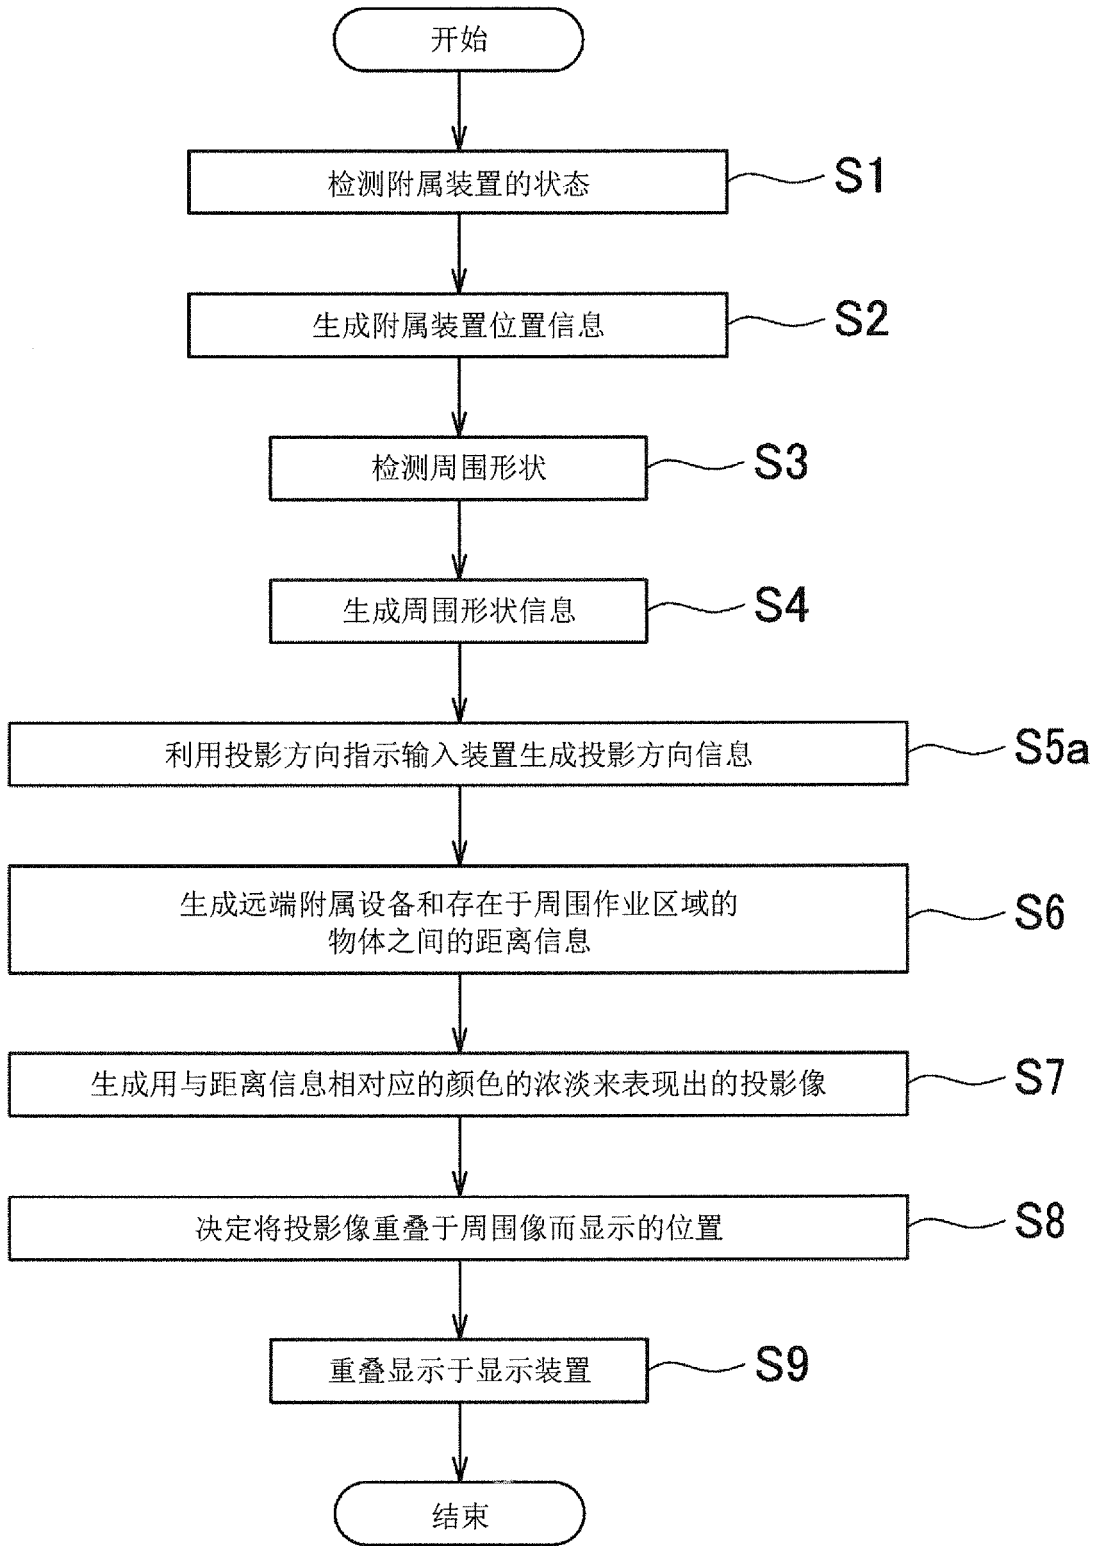 开始
检测附属装置的状态
S1
生成附属装置位置信息
S2
检测周围形状
S3
生成周围形状信息
S4
利用投影方向指示输入装置生成投影方向信息
S5a
生成远端附属设备和存在于周围作业区域的
物体之间的距离信息
S6
生成用与距离信息相对应的颜色的浓淡来表现出的投影像
S7
决定将投影像重叠于周围像而显示的位置
S8
重叠显示于显示装置
S9
结束